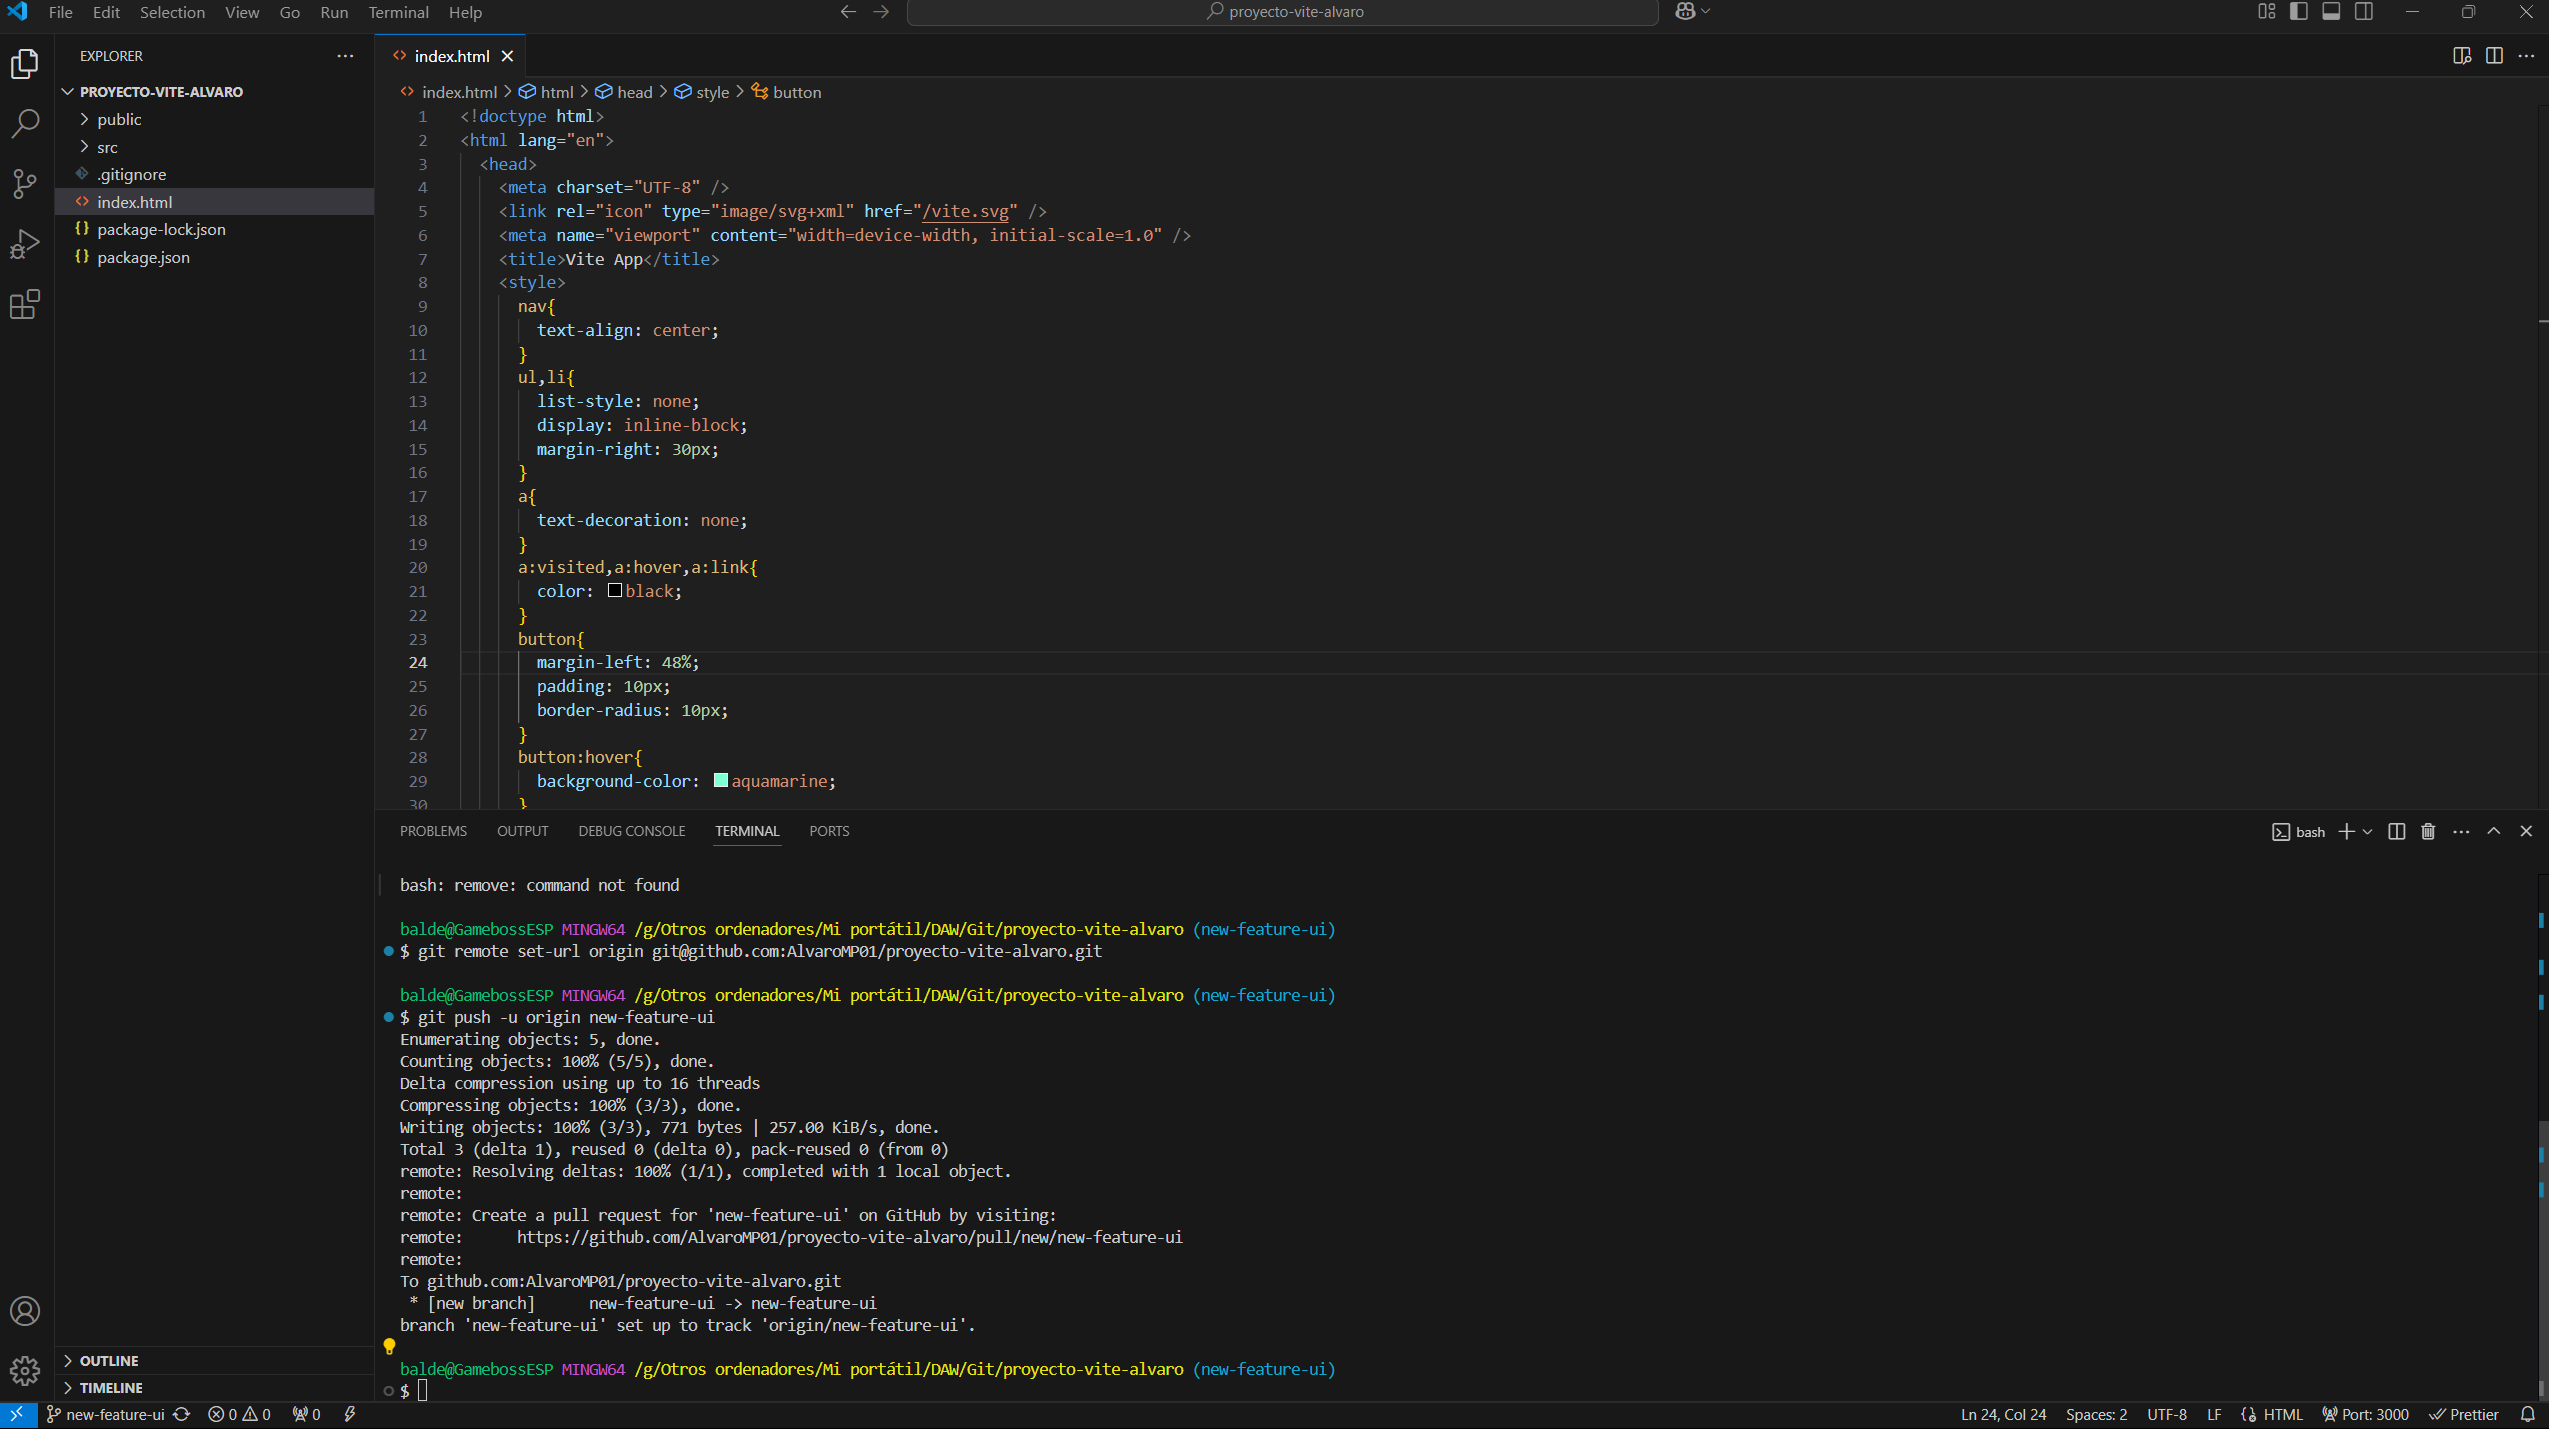 File Edit Selection View Go Run Terminal Help
proyecto-vite-alvaro
EXPLORER
PROYECTO-VITE-ALVARO
public
src
.gitignore
index.html
package-lock.json
package.json
OUTLINE
TIMELINE
index.html
index.html > html > head > style > button
1 <!doctype html>
2 <html lang="en">
3 <head>
4 <meta charset="UTF-8" />
5 <link rel="icon" type="image/svg+xml" href="/vite.svg" />
6 <meta name="viewport" content="width=device-width, initial-scale=1.0" />
7 <title>Vite App</title>
8 <style>
9 nav{
10 text-align: center;
11 }
12 ul,li{
13 list-style: none;
14 display: inline-block;
15 margin-right: 30px;
16 }
17 a{
18 text-decoration: none;
19 }
20 a:visited,a:hover,a:link{
21 color: black;
22 }
23 button{
24 margin-left: 48%;
25 padding: 10px;
26 border-radius: 10px;
27 }
28 button:hover{
29 background-color: aquamarine;
30 }
PROBLEMS OUTPUT DEBUG CONSOLE TERMINAL PORTS
bash
bash: remove: command not found
balde@GamebossESP MINGW64 /g/Otros ordenadores/Mi portátil/DAW/Git/proyecto-vite-alvaro (new-feature-ui)
$ git remote set-url origin git@github.com:AlvaroMP01/proyecto-vite-alvaro.git
balde@GamebossESP MINGW64 /g/Otros ordenadores/Mi portátil/DAW/Git/proyecto-vite-alvaro (new-feature-ui)
$ git push -u origin new-feature-ui
Enumerating objects: 5, done.
Counting objects: 100% (5/5), done.
Delta compression using up to 16 threads
Compressing objects: 100% (3/3), done.
Writing objects: 100% (3/3), 771 bytes | 257.00 KiB/s, done.
Total 3 (delta 1), reused 0 (delta 0), pack-reused 0 (from 0)
remote: Resolving deltas: 100% (1/1), completed with 1 local object.
remote:
remote: Create a pull request for 'new-feature-ui' on GitHub by visiting:
remote: https://github.com/AlvaroMP01/proyecto-vite-alvaro/pull/new/new-feature-ui
remote:
To github.com:AlvaroMP01/proyecto-vite-alvaro.git
* [new branch] new-feature-ui -> new-feature-ui
branch 'new-feature-ui' set up to track 'origin/new-feature-ui'.
balde@GamebossESP MINGW64 /g/Otros ordenadores/Mi portátil/DAW/Git/proyecto-vite-alvaro (new-feature-ui)
$
new-feature-ui 0 0 0 Ln 24, Col 24 Spaces: 2 UTF-8 LF {} HTML Port: 3000 Prettier